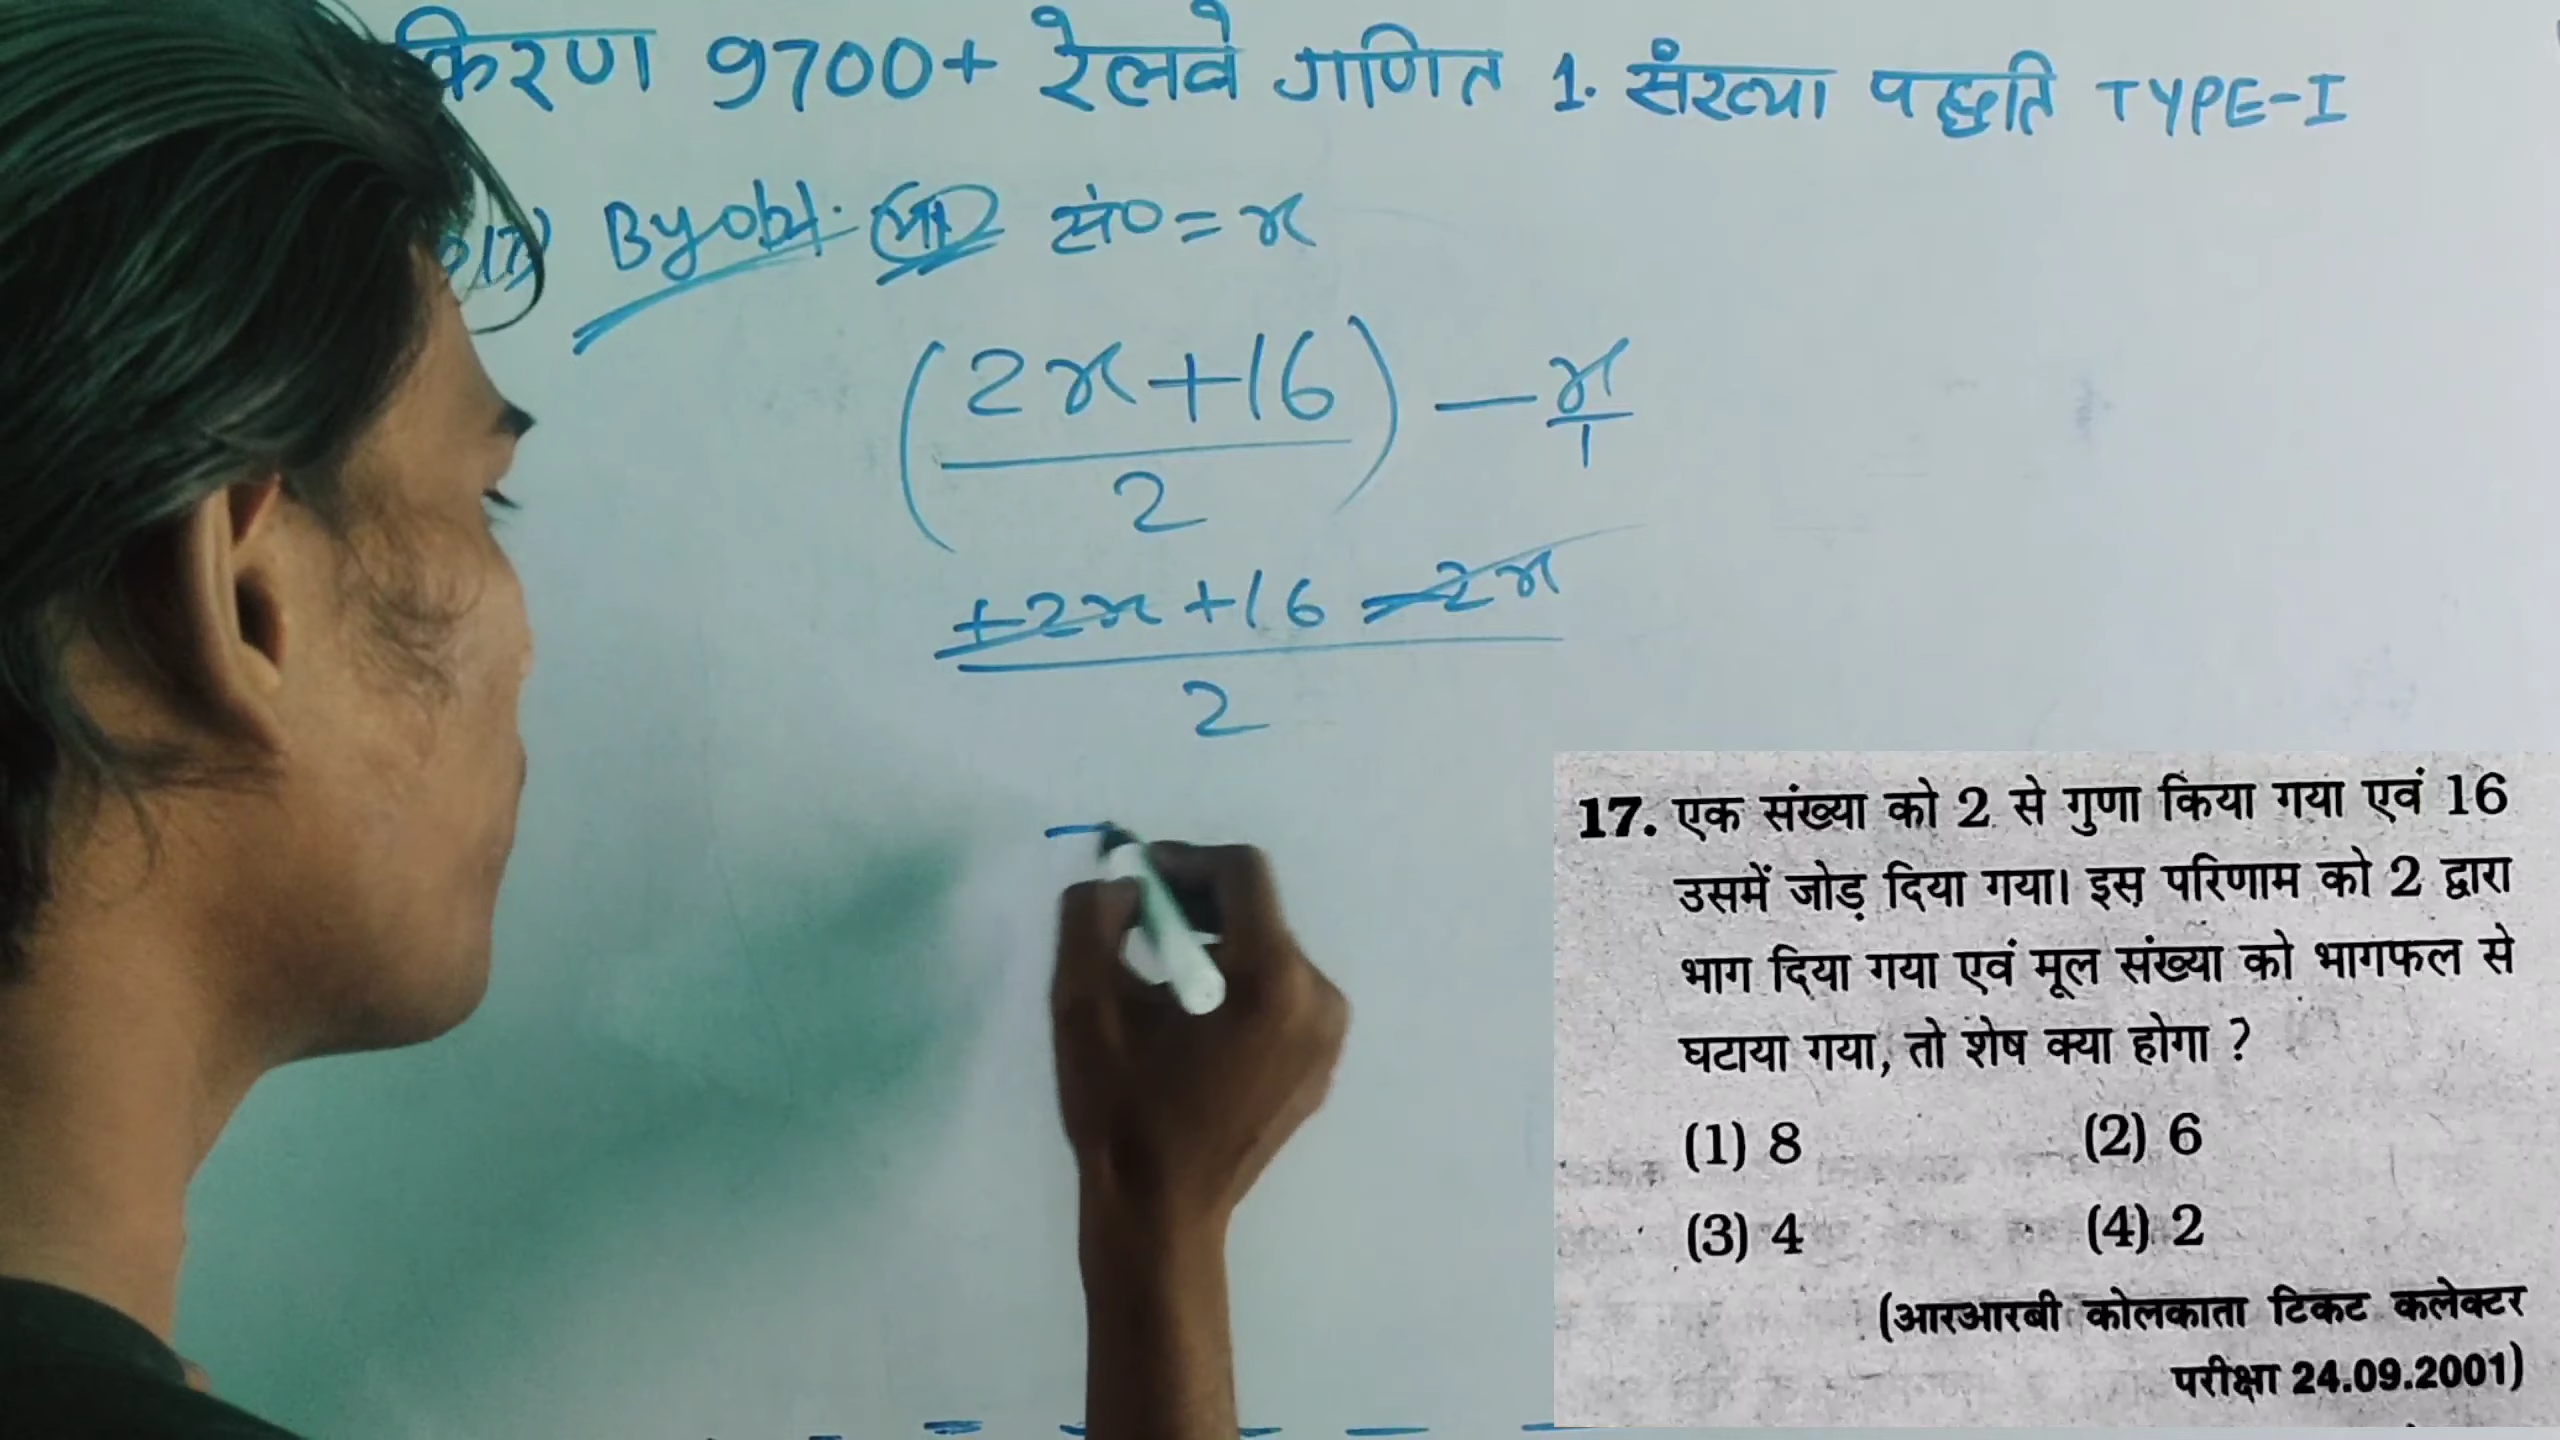 किरण 9700+ रेलवे गणित 1. संख्या पद्धति TYPE-I
17) सं० = x
(2x+16)/2 - x/1
+2x +16 -2x
2
17. एक संख्या को 2 से गुणा किया गया एवं 16
उसमें जोड़ दिया गया। इस परिणाम को 2 द्वारा
भाग दिया गया एवं मूल संख्या को भागफल से
घटाया गया, तो शेष क्या होगा ?
(1) 8 (2) 6
(3) 4 (4) 2
(आरआरबी कोलकाता टिकट कलेक्टर
परीक्षा 24.09.2001)